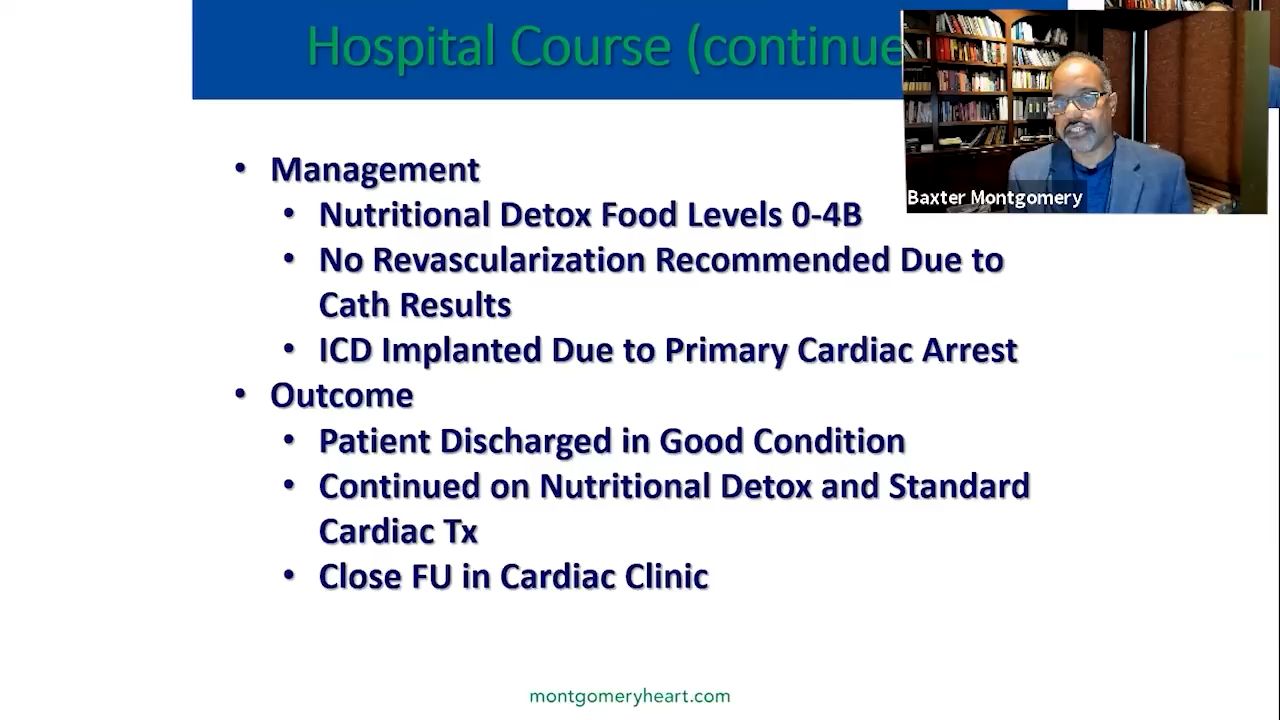 Hospital Course (continue
Baxter Montgomery
• Management
• Nutritional Detox Food Levels 0-4B
• No Revascularization Recommended Due to
Cath Results
• ICD Implanted Due to Primary Cardiac Arrest
• Outcome
• Patient Discharged in Good Condition
• Continued on Nutritional Detox and Standard
Cardiac Tx
• Close FU in Cardiac Clinic
montgomeryheart.com